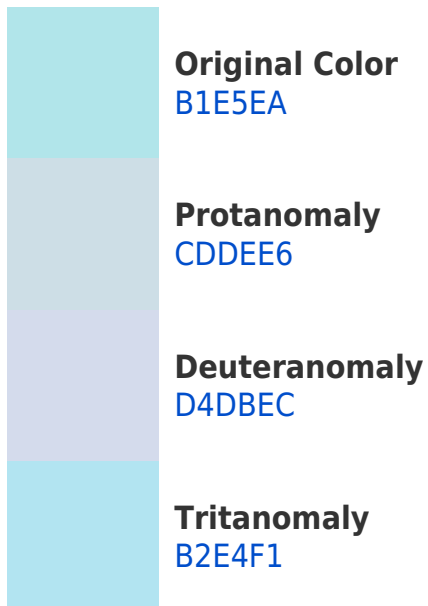 Original Color
B1E5EA
Protanomaly
CDDEE6
Deuteranomaly
D4DBEC
Tritanomaly
B2E4F1